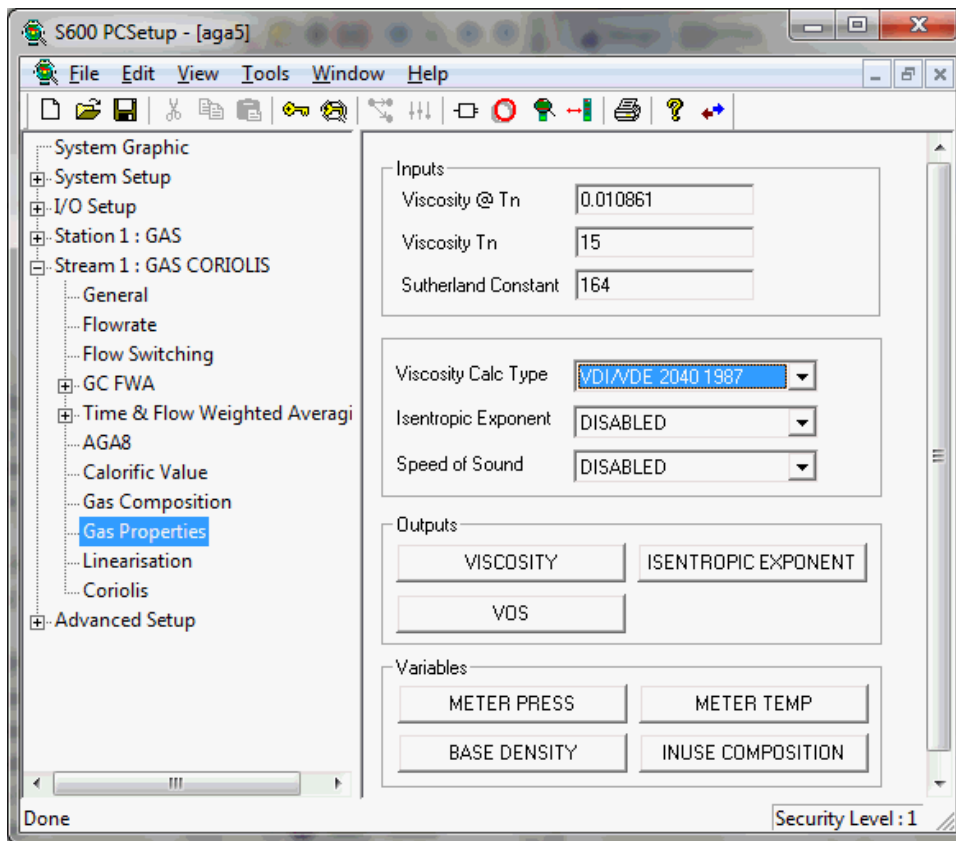 S600 PCSetup - [aga5]
File Edit View Tools Window Help
System Graphic
System Setup
I/O Setup
Station 1 : GAS
Stream 1 : GAS CORIOLIS
General
Flowrate
Flow Switching
GC FWA
Time & Flow Weighted Averagi
AGA8
Calorific Value
Gas Composition
Gas Properties
Linearisation
Coriolis
Advanced Setup
Inputs
Viscosity @ Tn 0.010861
Viscosity Tn 15
Sutherland Constant 164
Viscosity Calc Type VDI/VDE 2040 1987
Isentropic Exponent DISABLED
Speed of Sound DISABLED
Outputs
VISCOSITY ISENTROPIC EXPONENT
VOS
Variables
METER PRESS METER TEMP
BASE DENSITY INUSE COMPOSITION
Done Security Level : 1